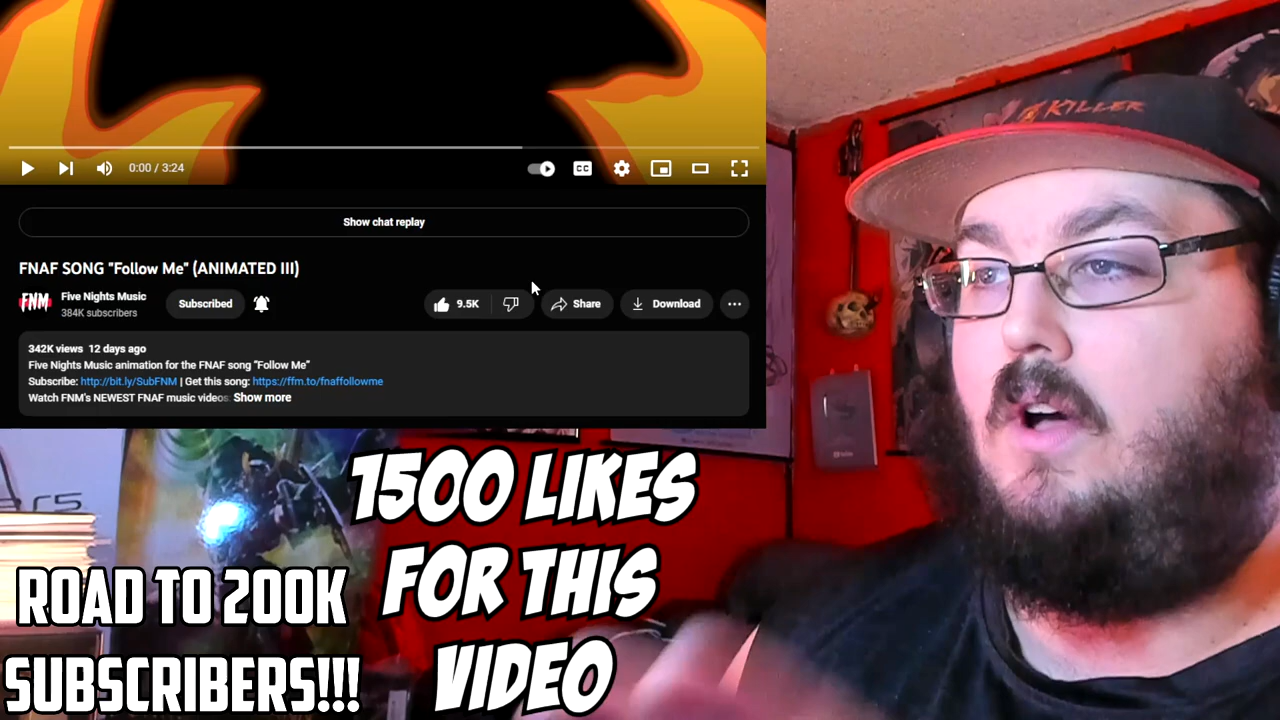 KILLER
0:00 / 3:24
CC
Show chat replay
FNAF SONG "Follow Me" (ANIMATED III)
FNM
Five Nights Music
384K subscribers
Subscribed
9.5K
Share
Download
342K views 12 days ago
Five Nights Music animation for the FNAF song "Follow Me"
Subscribe: http://bit.ly/SubFNM | Get this song: https://ffm.to/fnaffollowme
Watch FNM's NEWEST FNAF music videos: Show more
1500 LIKES
FOR THIS
VIDEO
ROAD TO 200K
SUBSCRIBERS!!!